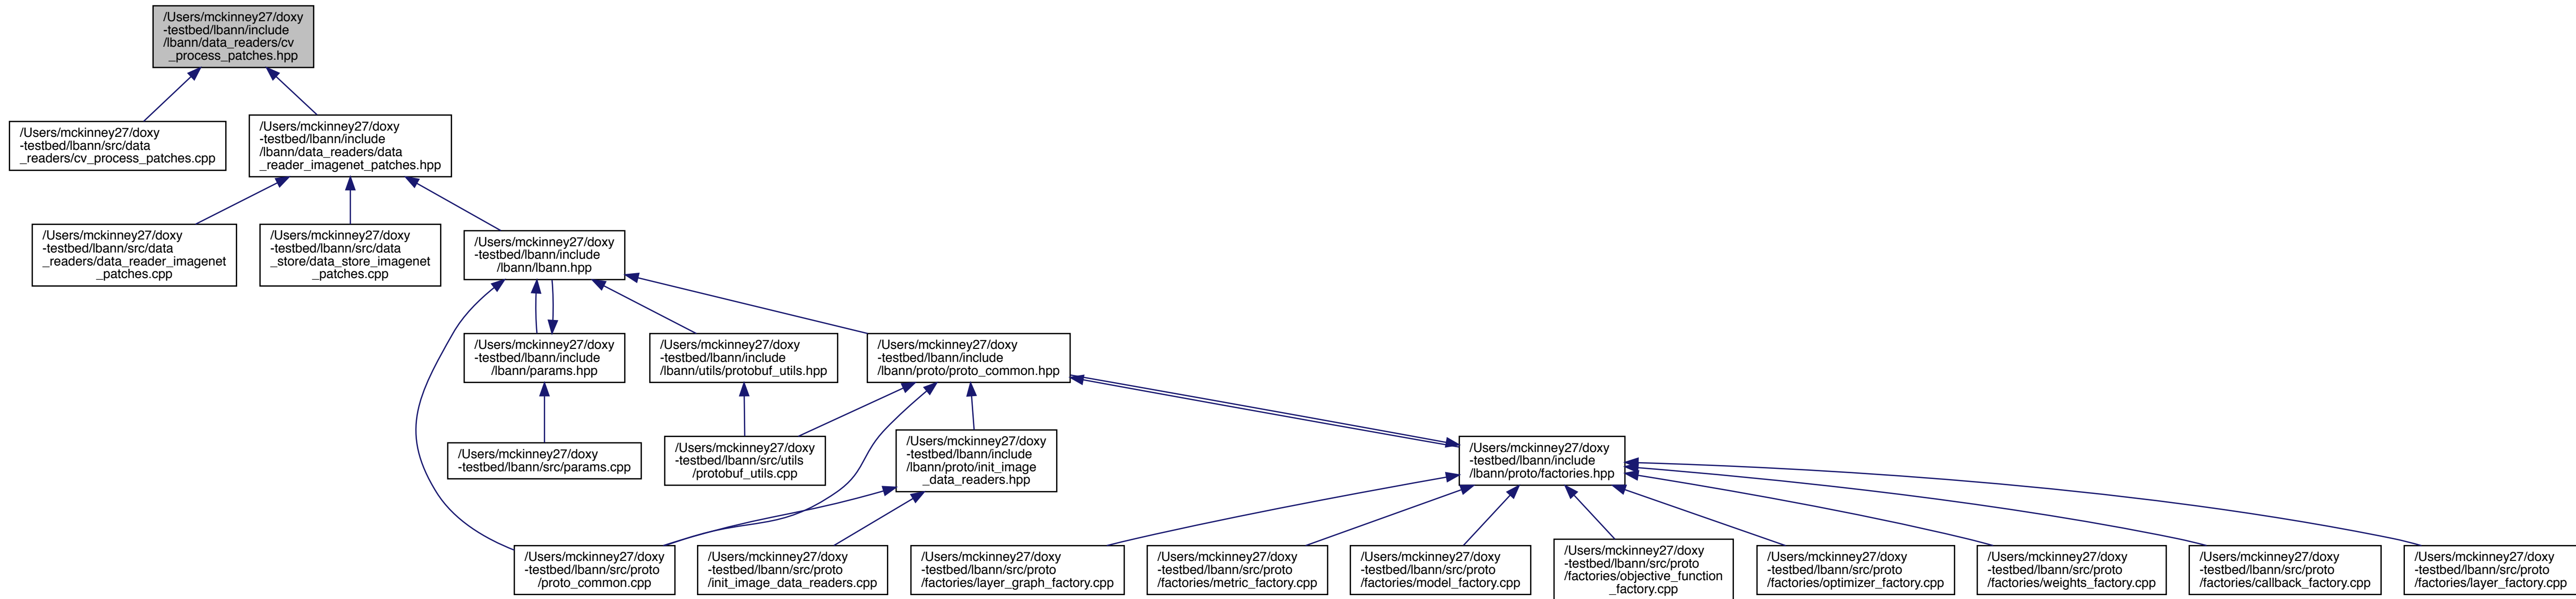 /Users/mckinney27/doxy
-testbed/lbann/include
/lbann/data_readers/cv
_process_patches.hpp
/Users/mckinney27/doxy
-testbed/lbann/src/data
_readers/cv_process_patches.cpp
/Users/mckinney27/doxy
-testbed/lbann/include
/lbann/data_readers/data
_reader_imagenet_patches.hpp
/Users/mckinney27/doxy
-testbed/lbann/src/data
_readers/data_reader_imagenet
_patches.cpp
/Users/mckinney27/doxy
-testbed/lbann/src/data
_store/data_store_imagenet
_patches.cpp
/Users/mckinney27/doxy
-testbed/lbann/include
/lbann/lbann.hpp
/Users/mckinney27/doxy
-testbed/lbann/include
/lbann/params.hpp
/Users/mckinney27/doxy
-testbed/lbann/include
/lbann/utils/protobuf_utils.hpp
/Users/mckinney27/doxy
-testbed/lbann/include
/lbann/proto/proto_common.hpp
/Users/mckinney27/doxy
-testbed/lbann/src/params.cpp
/Users/mckinney27/doxy
-testbed/lbann/src/utils
/protobuf_utils.cpp
/Users/mckinney27/doxy
-testbed/lbann/include
/lbann/proto/init_image
_data_readers.hpp
/Users/mckinney27/doxy
-testbed/lbann/include
/lbann/proto/factories.hpp
/Users/mckinney27/doxy
-testbed/lbann/src/proto
/proto_common.cpp
/Users/mckinney27/doxy
-testbed/lbann/src/proto
/init_image_data_readers.cpp
/Users/mckinney27/doxy
-testbed/lbann/src/proto
/factories/layer_graph_factory.cpp
/Users/mckinney27/doxy
-testbed/lbann/src/proto
/factories/metric_factory.cpp
/Users/mckinney27/doxy
-testbed/lbann/src/proto
/factories/model_factory.cpp
/Users/mckinney27/doxy
-testbed/lbann/src/proto
/factories/objective_function
_factory.cpp
/Users/mckinney27/doxy
-testbed/lbann/src/proto
/factories/optimizer_factory.cpp
/Users/mckinney27/doxy
-testbed/lbann/src/proto
/factories/weights_factory.cpp
/Users/mckinney27/doxy
-testbed/lbann/src/proto
/factories/callback_factory.cpp
/Users/mckinney27/doxy
-testbed/lbann/src/proto
/factories/layer_factory.cpp